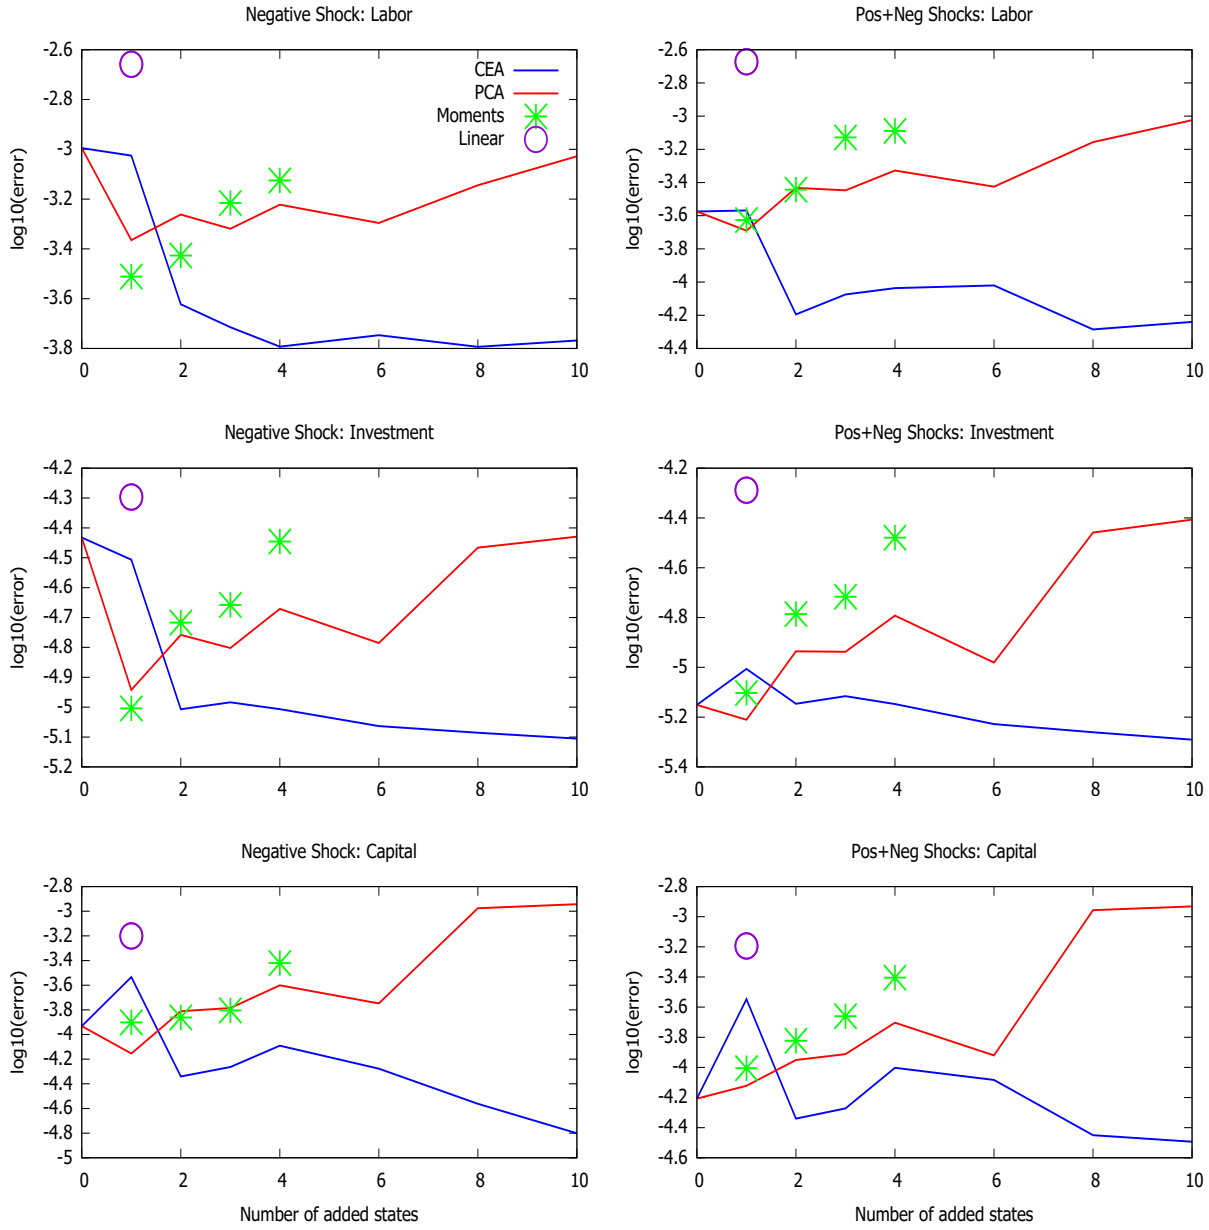 Negative Shock: Labor
log10(error)
-2.6
-2.8
-3
-3.2
-3.4
-3.6
-3.8
0 2 4 6 8 10
CEA
PCA
Moments
Linear
Pos+Neg Shocks: Labor
log10(error)
-2.6
-2.8
-3
-3.2
-3.4
-3.6
-3.8
-4
-4.2
-4.4
0 2 4 6 8 10
Negative Shock: Investment
log10(error)
-4.2
-4.3
-4.4
-4.5
-4.6
-4.7
-4.8
-4.9
-5
-5.1
-5.2
0 2 4 6 8 10
Pos+Neg Shocks: Investment
log10(error)
-4.2
-4.4
-4.6
-4.8
-5
-5.2
-5.4
0 2 4 6 8 10
Negative Shock: Capital
log10(error)
-2.8
-3
-3.2
-3.4
-3.6
-3.8
-4
-4.2
-4.4
-4.6
-4.8
-5
0 2 4 6 8 10
Number of added states
Pos+Neg Shocks: Capital
log10(error)
-2.8
-3
-3.2
-3.4
-3.6
-3.8
-4
-4.2
-4.4
-4.6
0 2 4 6 8 10
Number of added states